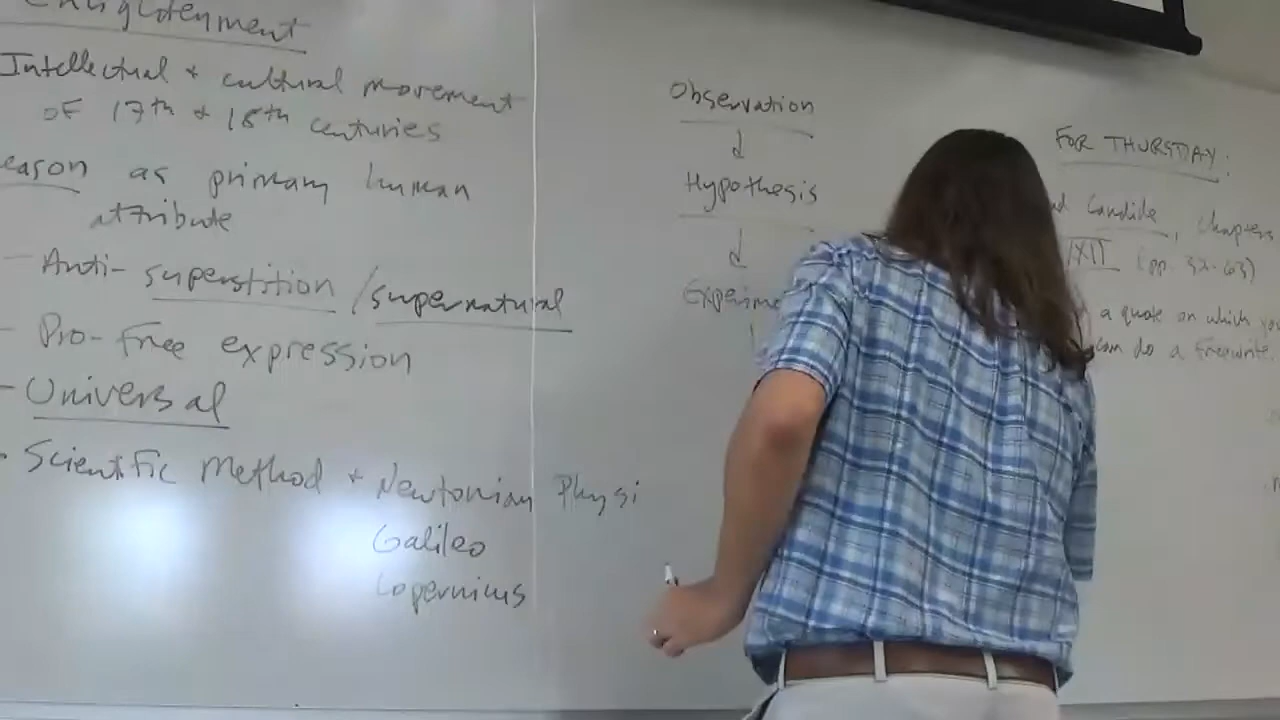 Enlightenment
Intellectual + cultural movement
of 17th + 18th centuries
eason as primary human
attribute
- Anti-superstition/supernatural
- Pro-free expression
- Universal
- Scientific Method + Newtonian Physi
Galileo
Copernicus
Observation
↓
Hypothesis
↓
Experime
FOR THURSDAY:
d Candide, Chapters
(pp. 32-63)
a quote on which you
can do a freewrite.